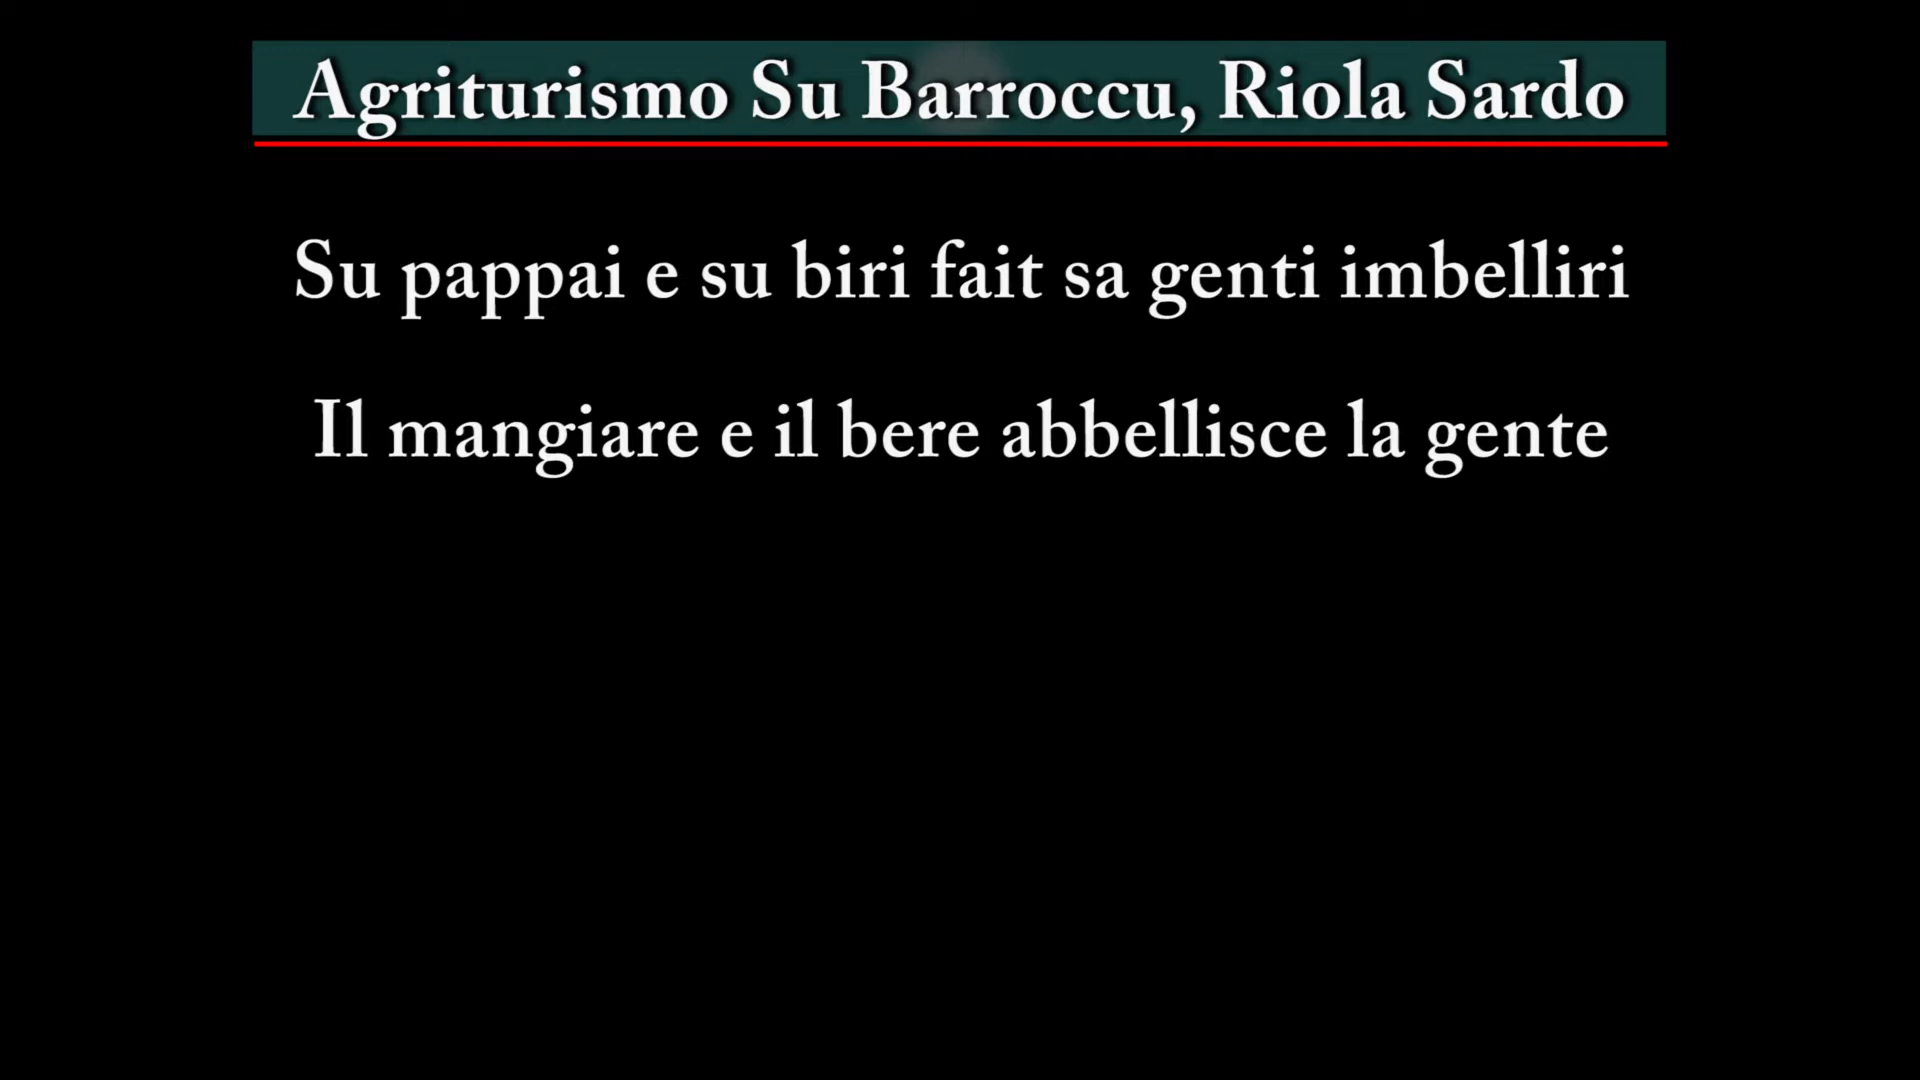 Agriturismo Su Barroccu, Riola Sardo
Su pappai e su biri fait sa genti imbelliri
Il mangiare e il bere abbellisce la gente